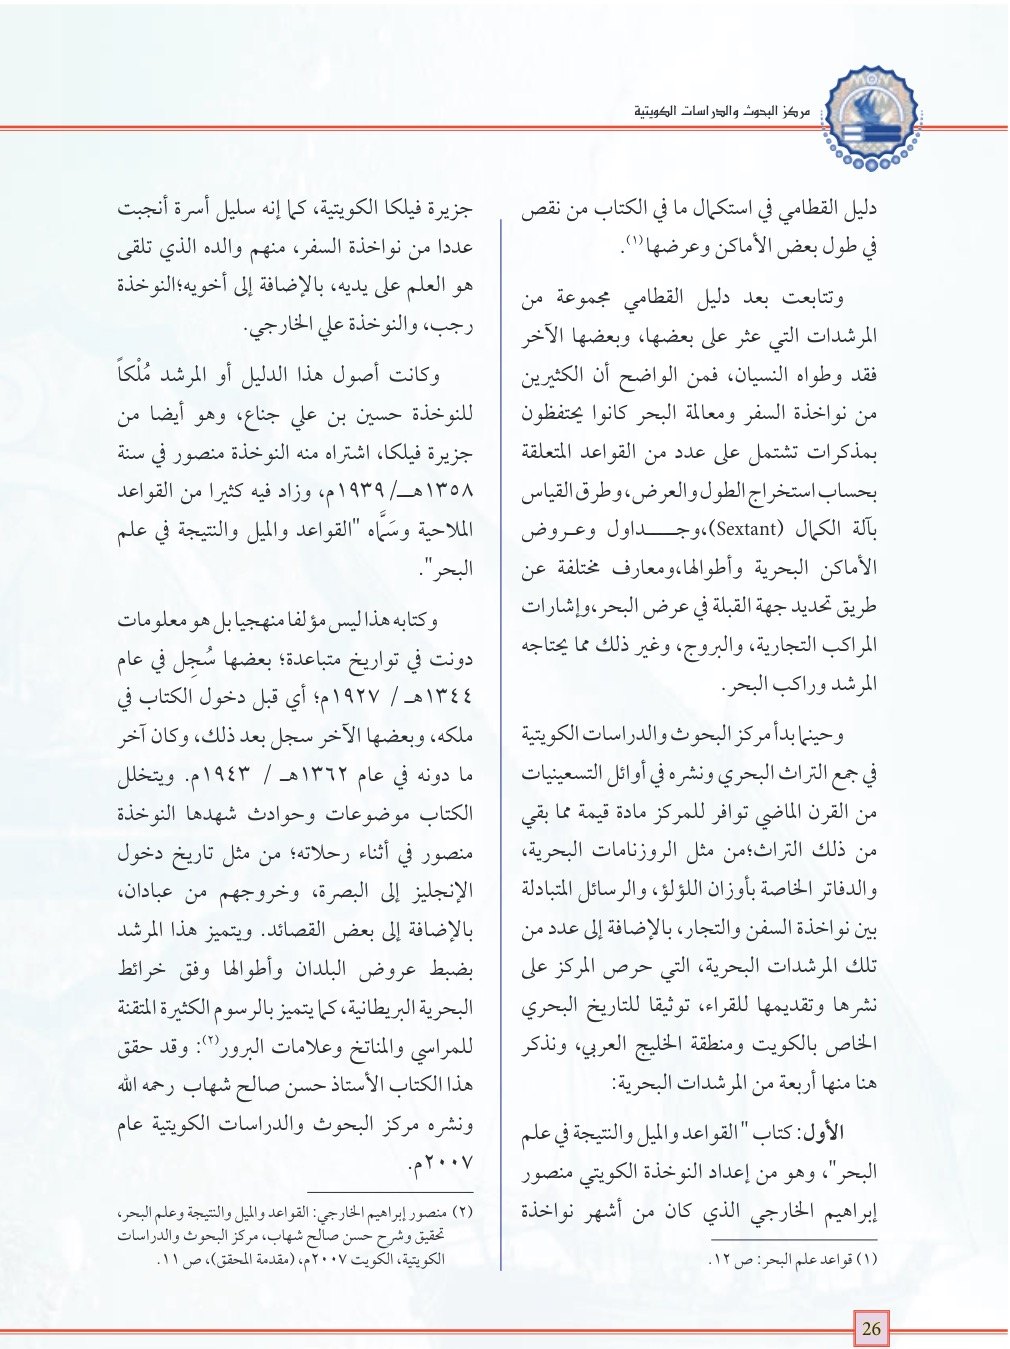 مركز البحوث والدراسات الكويتية
دليل القطامي في استكمال ما في الكتاب من نقص
في طول بعض الأماكن وعرضها(١).
وتتابعت بعد دليل القطامي مجموعة من
المرشدات التي عثر على بعضها، وبعضها الآخر
فقد وطواه النسيان، فمن الواضح أن الكثيرين
من نواخذة السفر ومعالمة البحر كانوا يحتفظون
بمذكرات تشتمل على عدد من القواعد المتعلقة
بحساب استخراج الطول والعرض، وطرق القياس
بآلة الكمال (Sextant)،وجـــــداول وعـروض
الأماكن البحرية وأطوالها،ومعارف مختلفة عن
طريق تحديد جهة القبلة في عرض البحر،وإشارات
المراكب التجارية، والبروج، وغير ذلك مما يحتاجه
المرشد وراكب البحر.
وحينما بدأ مركز البحوث والدراسات الكويتية
في جمع التراث البحري ونشره في أوائل التسعينيات
من القرن الماضي توافر للمركز مادة قيمة مما بقي
من ذلك التراث؛من مثل الروزنامات البحرية،
والدفاتر الخاصة بأوزان اللؤلؤ، والرسائل المتبادلة
بين نواخذة السفن والتجار، بالإضافة إلى عدد من
تلك المرشدات البحرية، التي حرص المركز على
نشرها وتقديمها للقراء، توثيقا للتاريخ البحري
الخاص بالكويت ومنطقة الخليج العربي، ونذكر
هنا منها أربعة من المرشدات البحرية:
الأول: كتاب "القواعد والميل والنتيجة في علم
البحر"، وهو من إعداد النوخذة الكويتي منصور
إبراهيم الخارجي الذي كان من أشهر نواخذة
(١) قواعد علم البحر: ص ١٢.
جزيرة فيلكا الكويتية، كما إنه سليل أسرة أنجبت
عددا من نواخذة السفر، منهم والده الذي تلقى
هو العلم على يديه، بالإضافة إلى أخويه؛النوخذة
رجب، والنوخذة علي الخارجي.
وكانت أصول هذا الدليل أو المرشد مُلْكاً
للنوخذة حسين بن علي جناع، وهو أيضا من
جزيرة فيلكا، اشتراه منه النوخذة منصور في سنة
١٣٥٨هــ/ ١٩٣٩م، وزاد فيه كثيرا من القواعد
الملاحية وسَمَّاه "القواعد والميل والنتيجة في علم
البحر".
وكتابه هذا ليس مؤلفا منهجيا بل هو معلومات
دونت في تواريخ متباعدة؛ بعضها سُجِل في عام
١٣٤٤هـ / ١٩٢٧م؛ أي قبل دخول الكتاب في
ملكه، وبعضها الآخر سجل بعد ذلك، وكان آخر
ما دونه في عام ١٣٦٢هـ / ١٩٤٣م. ويتخلل
الكتاب موضوعات وحوادث شهدها النوخذة
منصور في أثناء رحلاته؛ من مثل تاريخ دخول
الإنجليز إلى البصرة، وخروجهم من عبادان،
بالإضافة إلى بعض القصائد. ويتميز هذا المرشد
بضبط عروض البلدان وأطوالها وفق خرائط
البحرية البريطانية، كما يتميز بالرسوم الكثيرة المتقنة
للمراسي والمناتخ وعلامات البرور(٢): وقد حقق
هذا الكتاب الأستاذ حسن صالح شهاب رحمه الله
ونشره مركز البحوث والدراسات الكويتية عام
٢٠٠٧م.
(٢) منصور إبراهيم الخارجي: القواعد والميل والنتيجة وعلم البحر،
تحقيق وشرح حسن صالح شهاب، مركز البحوث والدراسات
الكويتية، الكويت ٢٠٠٧م، (مقدمة المحقق)، ص ١١.
26